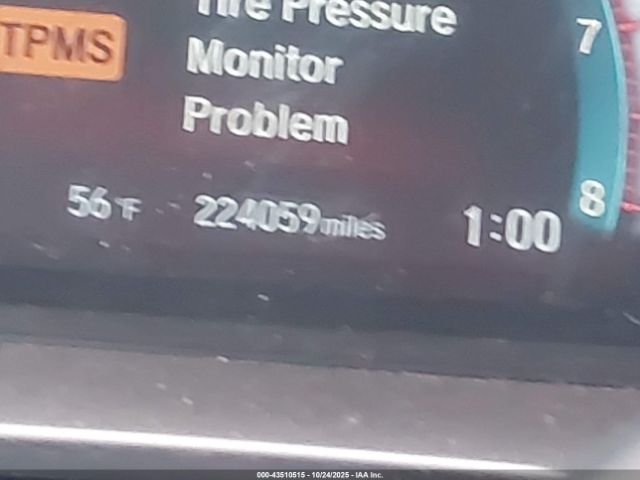 Tire Pressure
TPMS
Monitor
Problem
7
8
56°F 224059 miles 1:00
000-43510515 - 10/24/2025 - IAA Inc.